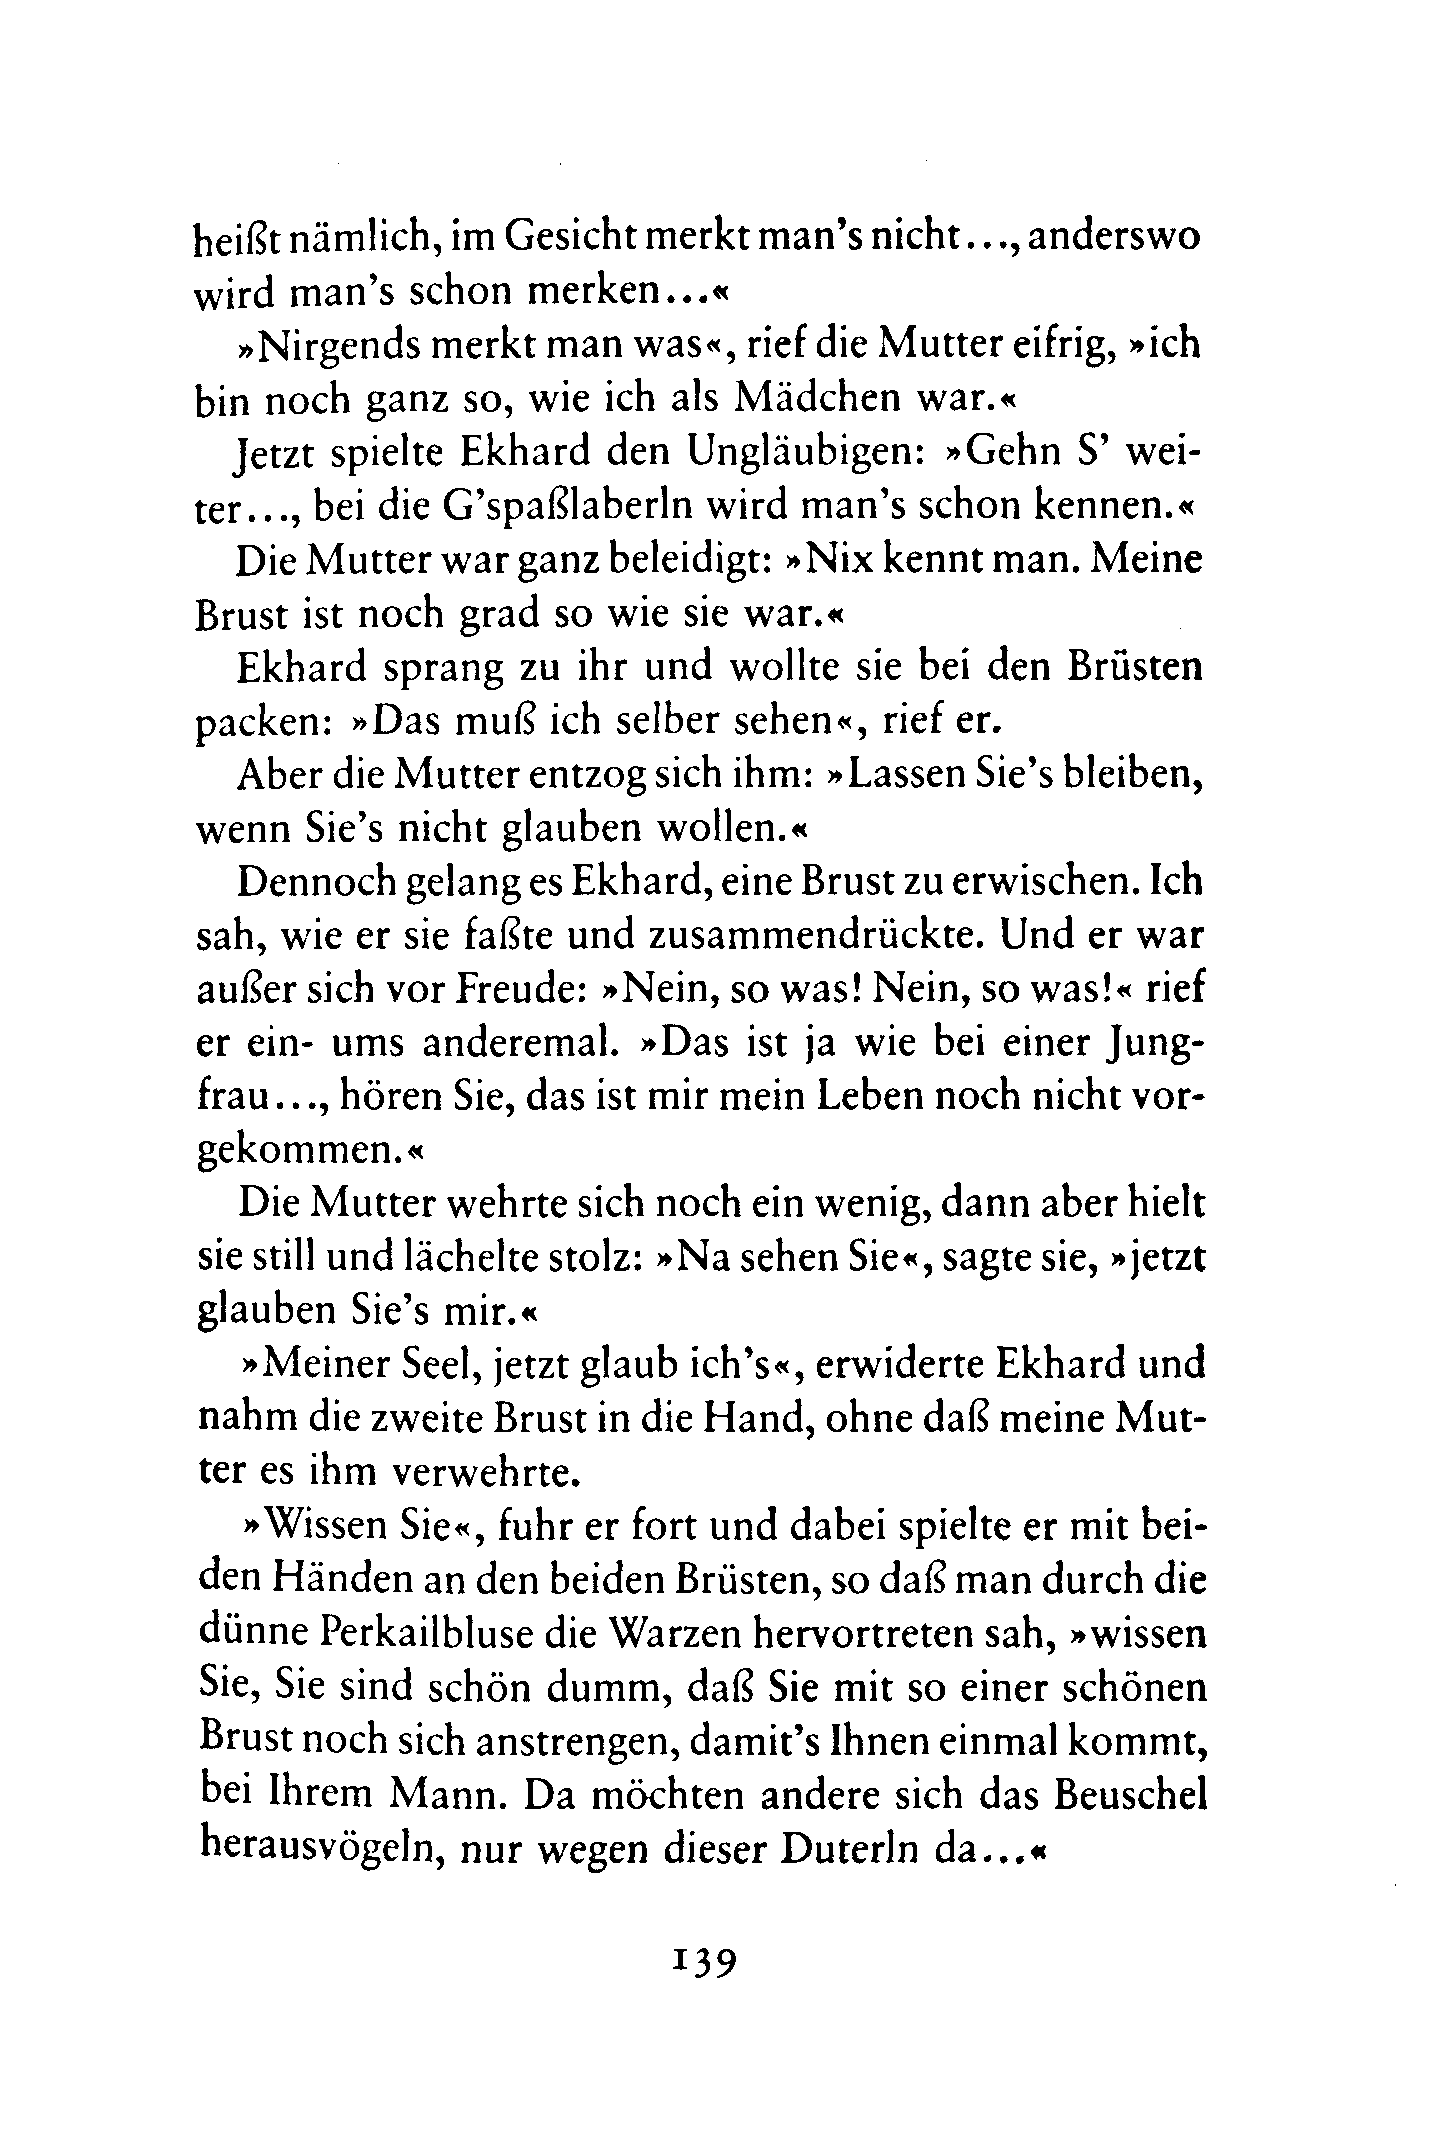 heißt nämlich, im Gesicht merkt man's nicht..., anderswo
wird man's schon merken...«
»Nirgends merkt man was«, rief die Mutter eifrig, »ich
bin noch ganz so, wie ich als Mädchen war.«
Jetzt spielte Ekhard den Ungläubigen: »Gehn S' wei-
ter..., bei die G'spaßlaberln wird man's schon kennen.«
Die Mutter war ganz beleidigt: »Nix kennt man. Meine
Brust ist noch grad so wie sie war.«
Ekhard sprang zu ihr und wollte sie bei den Brüsten
packen: »Das muß ich selber sehen«, rief er.
Aber die Mutter entzog sich ihm: »Lassen Sie's bleiben,
wenn Sie's nicht glauben wollen.«
Dennoch gelang es Ekhard, eine Brust zu erwischen. Ich
sah, wie er sie faßte und zusammendrückte. Und er war
außer sich vor Freude: »Nein, so was! Nein, so was!« rief
er ein- ums anderemal. »Das ist ja wie bei einer Jung-
frau..., hören Sie, das ist mir mein Leben noch nicht vor-
gekommen.«
Die Mutter wehrte sich noch ein wenig, dann aber hielt
sie still und lächelte stolz: »Na sehen Sie«, sagte sie, »jetzt
glauben Sie's mir.«
»Meiner Seel, jetzt glaub ich's«, erwiderte Ekhard und
nahm die zweite Brust in die Hand, ohne daß meine Mut-
ter es ihm verwehrte.
»Wissen Sie«, fuhr er fort und dabei spielte er mit bei-
den Händen an den beiden Brüsten, so daß man durch die
dünne Perkailbluse die Warzen hervortreten sah, »wissen
Sie, Sie sind schön dumm, daß Sie mit so einer schönen
Brust noch sich anstrengen, damit's Ihnen einmal kommt,
bei Ihrem Mann. Da möchten andere sich das Beuschel
herausvögeln, nur wegen dieser Duterln da...«
139